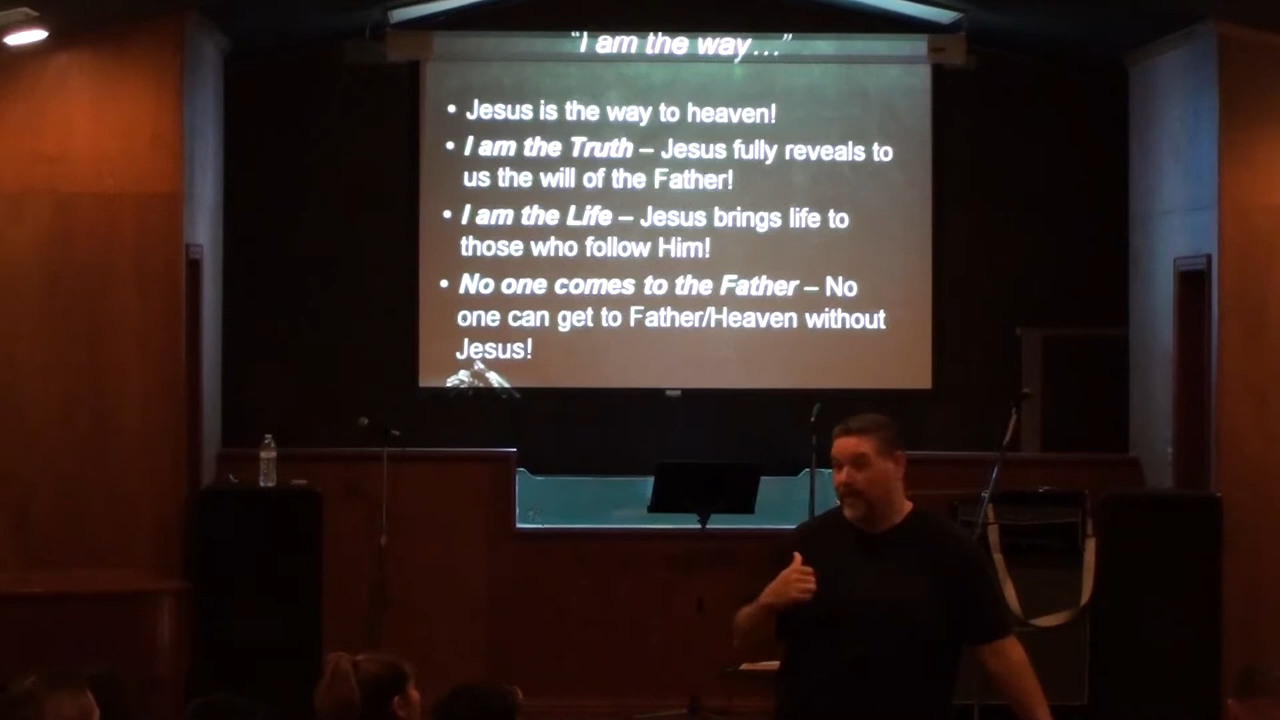 "I am the way…"
• Jesus is the way to heaven!
• I am the Truth – Jesus fully reveals to
us the will of the Father!
• I am the Life – Jesus brings life to
those who follow Him!
• No one comes to the Father – No
one can get to Father/Heaven without
Jesus!